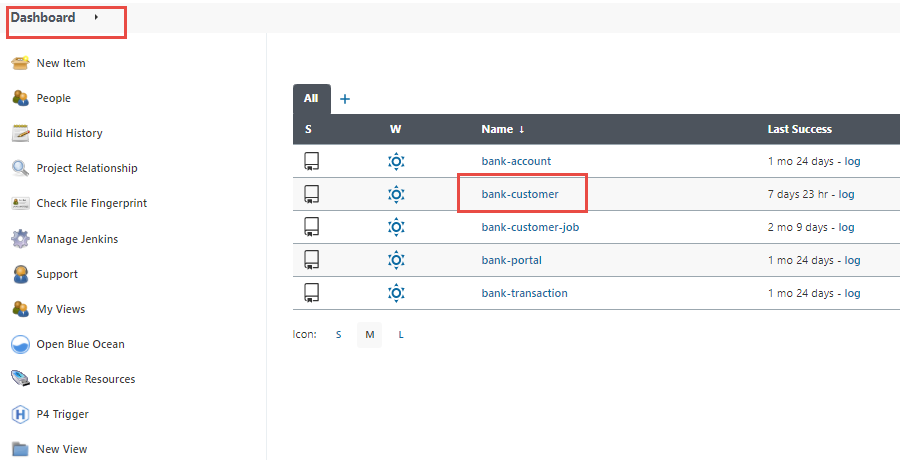 Dashboard
New Item
People
Build History
Project Relationship
Check File Fingerprint
Manage Jenkins
Support
My Views
Open Blue Ocean
Lockable Resources
P4 Trigger
New View
All +
S W Name ↓ Last Success
bank-account 1 mo 24 days - log
bank-customer 7 days 23 hr - log
bank-customer-job 2 mo 9 days - log
bank-portal 1 mo 24 days - log
bank-transaction 1 mo 24 days - log
Icon: S M L